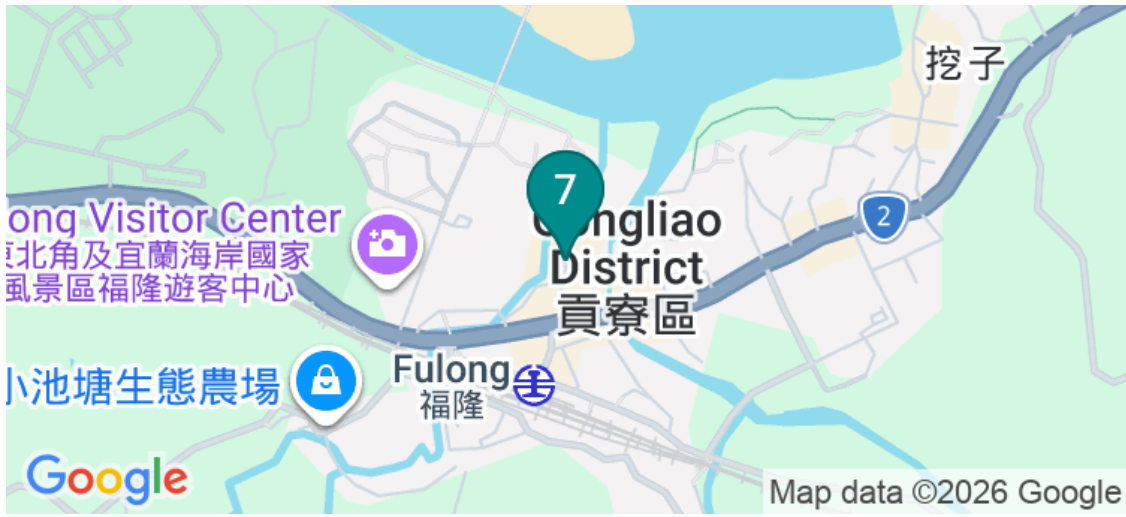 挖子
7
2
ong Visitor Center
東北角及宜蘭海岸國家
風景區福隆遊客中心
Gongliao
District
貢寮區
Fulong
福隆
小池塘生態農場
Google
Map data ©2026 Google